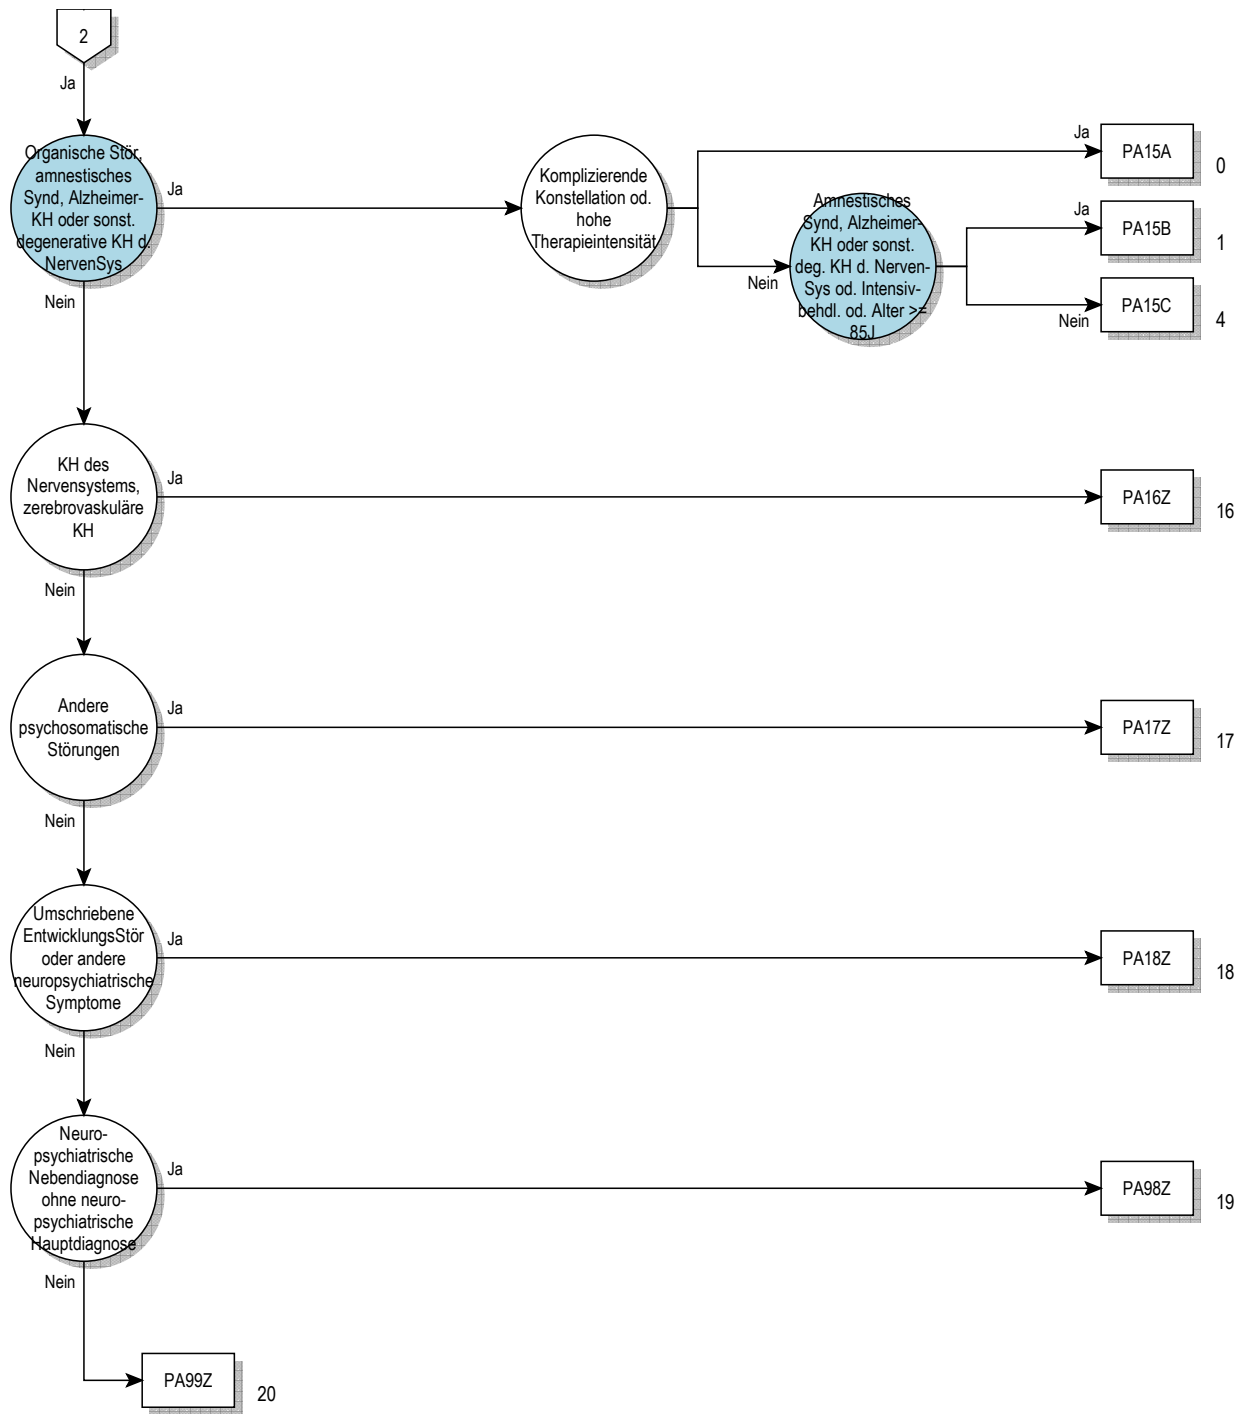 2
Ja
Organische Stör,
amnestisches
Synd, Alzheimer-
KH oder sonst.
degenerative KH d.
NervenSys
Ja
Nein
Komplizierende
Konstellation od.
hohe
Therapieintensität
Ja
PA15A
0
Nein
Amnestisches
Synd, Alzheimer-
KH oder sonst.
deg. KH d. Nerven-
Sys od. Intensiv-
behdl. od. Alter >=
85J
Ja
PA15B
1
Nein
PA15C
4
KH des
Nervensystems,
zerebrovaskuläre
KH
Ja
PA16Z
16
Nein
Andere
psychosomatische
Störungen
Ja
PA17Z
17
Nein
Umschriebene
EntwicklungsStör
oder andere
neuropsychiatrische
Symptome
Ja
PA18Z
18
Nein
Neuro-
psychiatrische
Nebendiagnose
ohne neuro-
psychiatrische
Hauptdiagnose
Ja
PA98Z
19
Nein
PA99Z
20